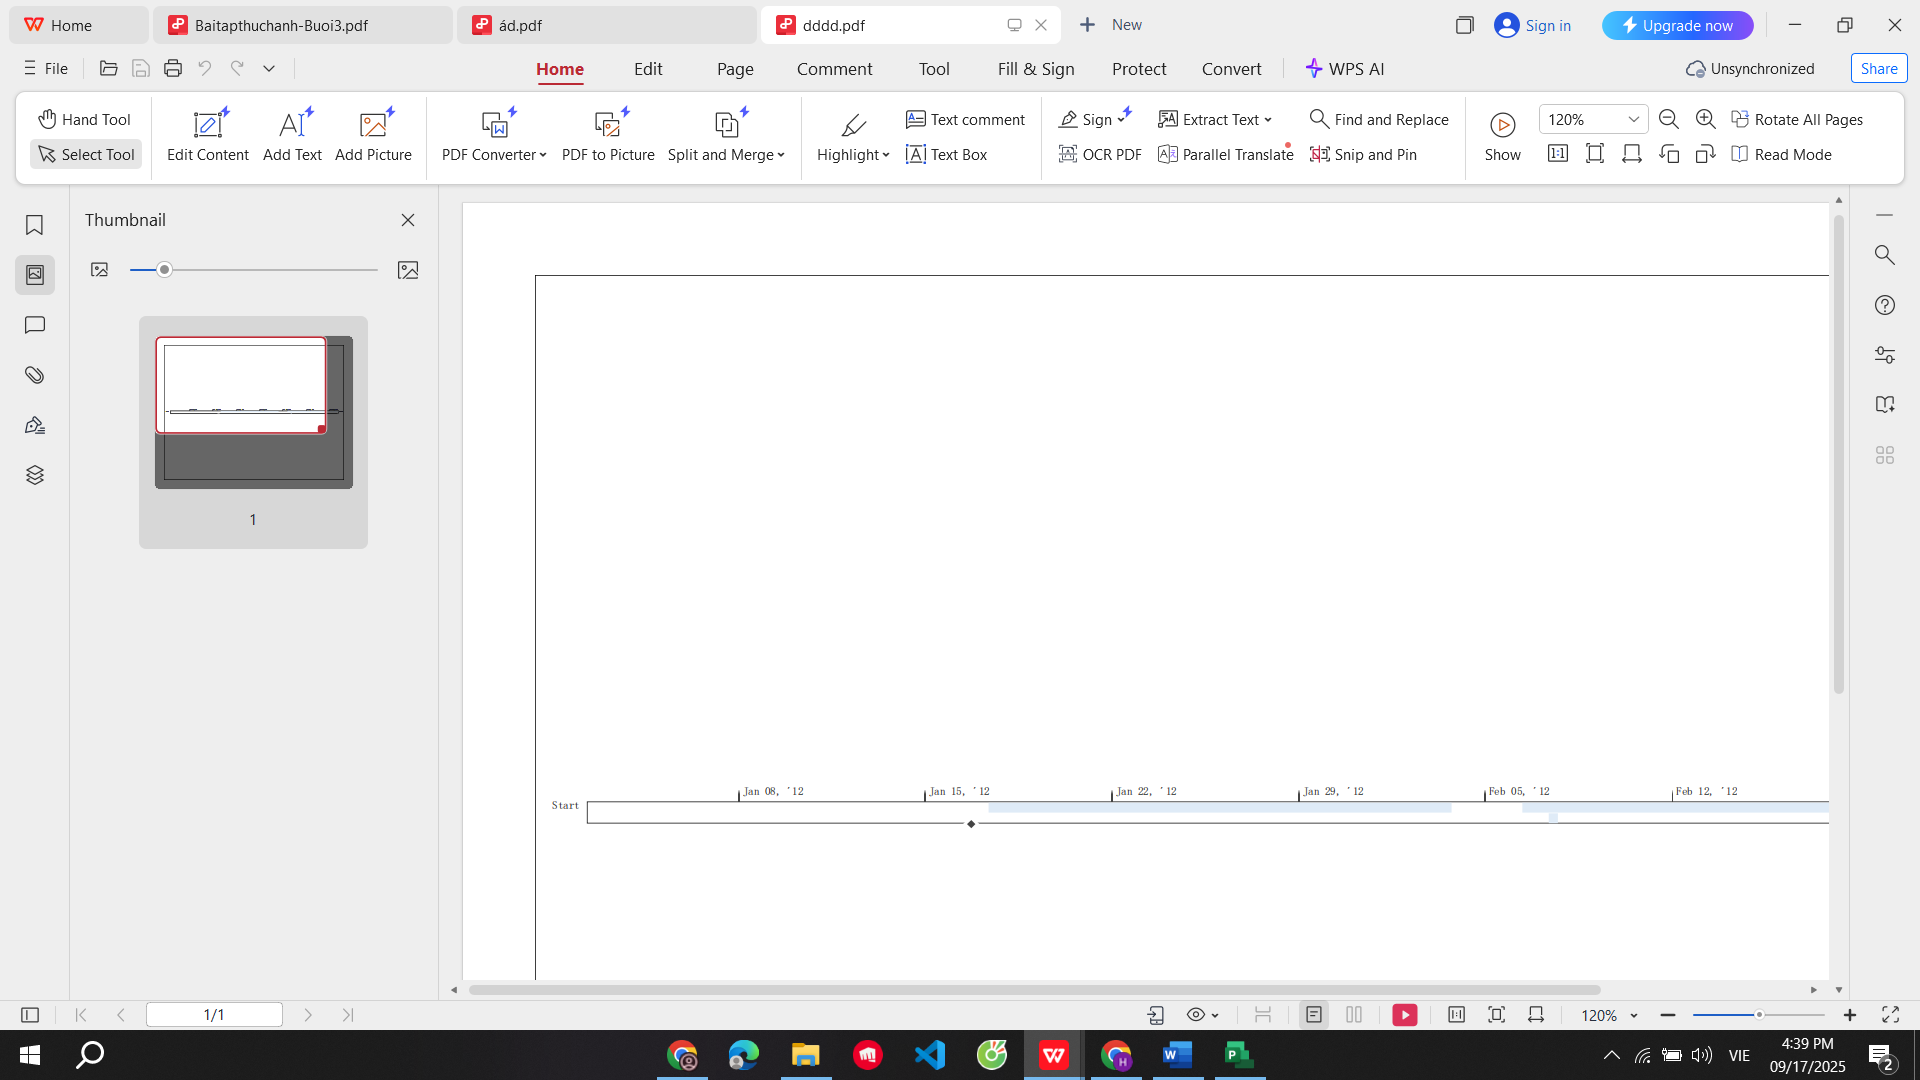 Home
Baitapthuchanh-Buoi3.pdf
ád.pdf
dddd.pdf
New
Sign in
Upgrade now
File
Home
Edit
Page
Comment
Tool
Fill & Sign
Protect
Convert
WPS AI
Unsynchronized
Share
Hand Tool
Select Tool
Edit Content
Add Text
Add Picture
PDF Converter
PDF to Picture
Split and Merge
Highlight
Text comment
Text Box
Sign
OCR PDF
Extract Text
Parallel Translate
Find and Replace
Snip and Pin
Show
120%
Rotate All Pages
Read Mode
Thumbnail
1
Jan 08, '12
Jan 15, '12
Jan 22, '12
Jan 29, '12
Feb 05, '12
Feb 12, '12
Start
1/1
120%
VIE
4:39 PM
09/17/2025
2